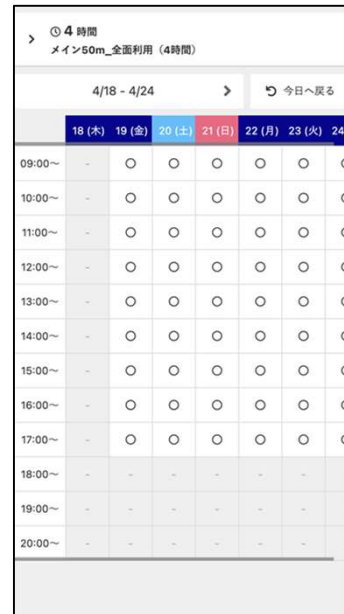 4 時間
メイン50m_全面利用（4時間）
4/18 - 4/24 今日へ戻る
18 (木) 19 (金) 20 (土) 21 (日) 22 (月) 23 (火) 24
09:00〜 - ○ ○ ○ ○ ○
10:00〜 - ○ ○ ○ ○ ○
11:00〜 - ○ ○ ○ ○ ○
12:00〜 - ○ ○ ○ ○ ○
13:00〜 - ○ ○ ○ ○ ○
14:00〜 - ○ ○ ○ ○ ○
15:00〜 - ○ ○ ○ ○ ○
16:00〜 - ○ ○ ○ ○ ○
17:00〜 - ○ ○ ○ ○ ○
18:00〜 - - - - - -
19:00〜 - - - - - -
20:00〜 - - - - - -